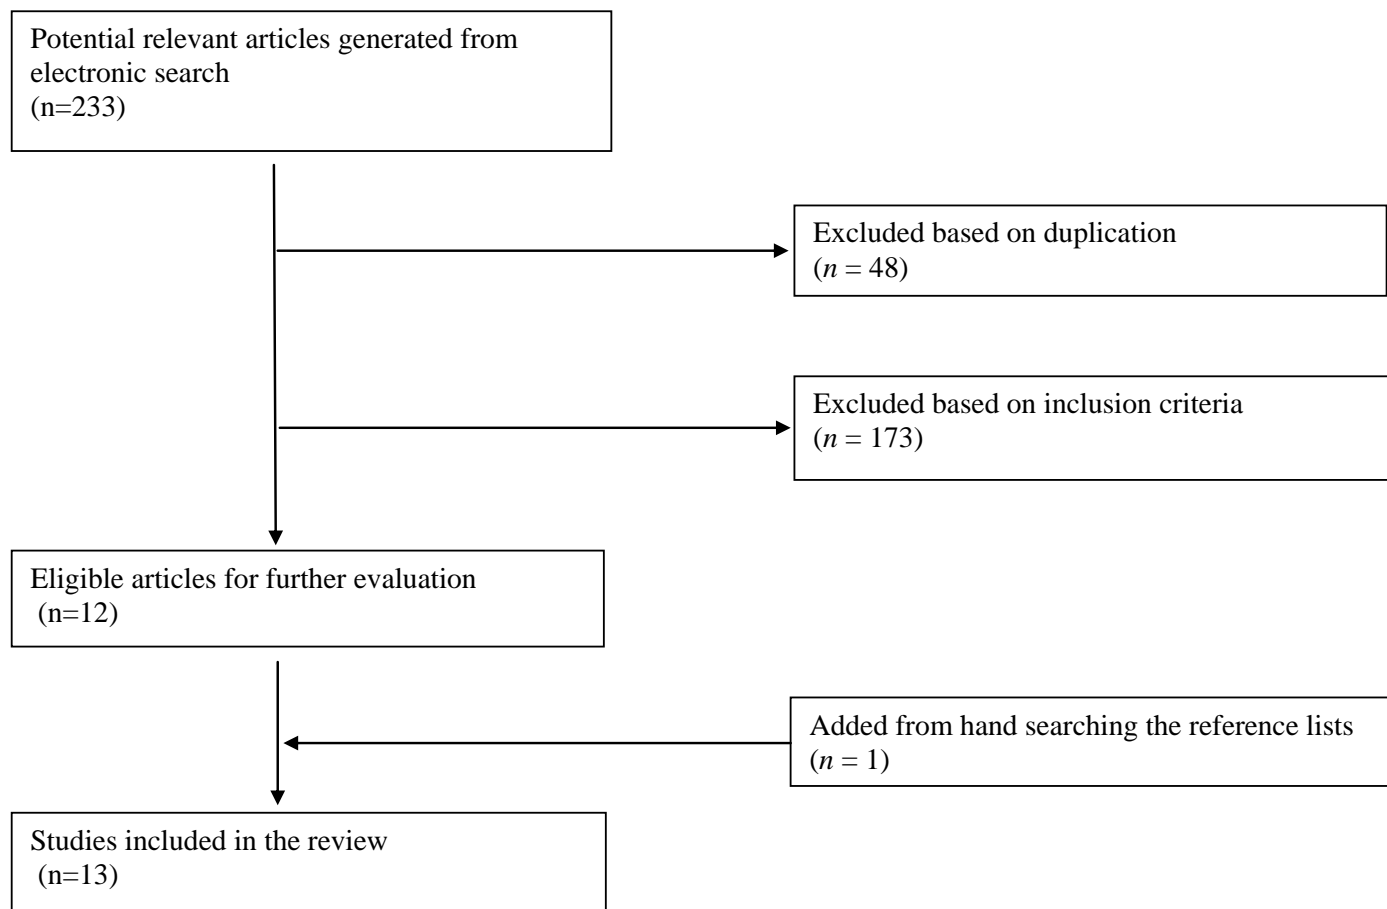 Potential relevant articles generated from
electronic search
(n=233)
Excluded based on duplication
(n = 48)
Excluded based on inclusion criteria
(n = 173)
Eligible articles for further evaluation
(n=12)
Added from hand searching the reference lists
(n = 1)
Studies included in the review
(n=13)